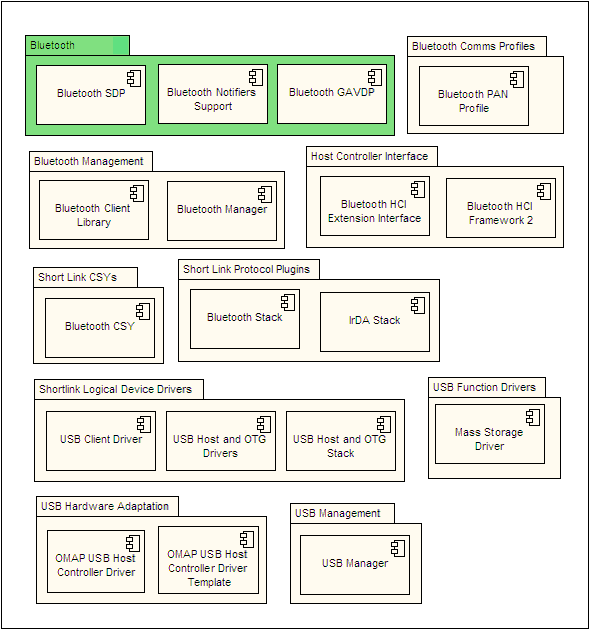 Bluetooth
Bluetooth SDP
Bluetooth Notifiers
Support
Bluetooth GAVDP
Bluetooth Comms Profiles
Bluetooth PAN
Profile
Bluetooth Management
Bluetooth Client
Library
Bluetooth Manager
Host Controller Interface
Bluetooth HCI
Extension Interface
Bluetooth HCI
Framework 2
Short Link CSYs
Bluetooth CSY
Short Link Protocol Plugins
Bluetooth Stack
IrDA Stack
Shortlink Logical Device Drivers
USB Client Driver
USB Host and OTG
Drivers
USB Host and OTG
Stack
USB Function Drivers
Mass Storage
Driver
USB Hardware Adaptation
OMAP USB Host
Controller Driver
OMAP USB Host
Controller Driver
Template
USB Management
USB Manager